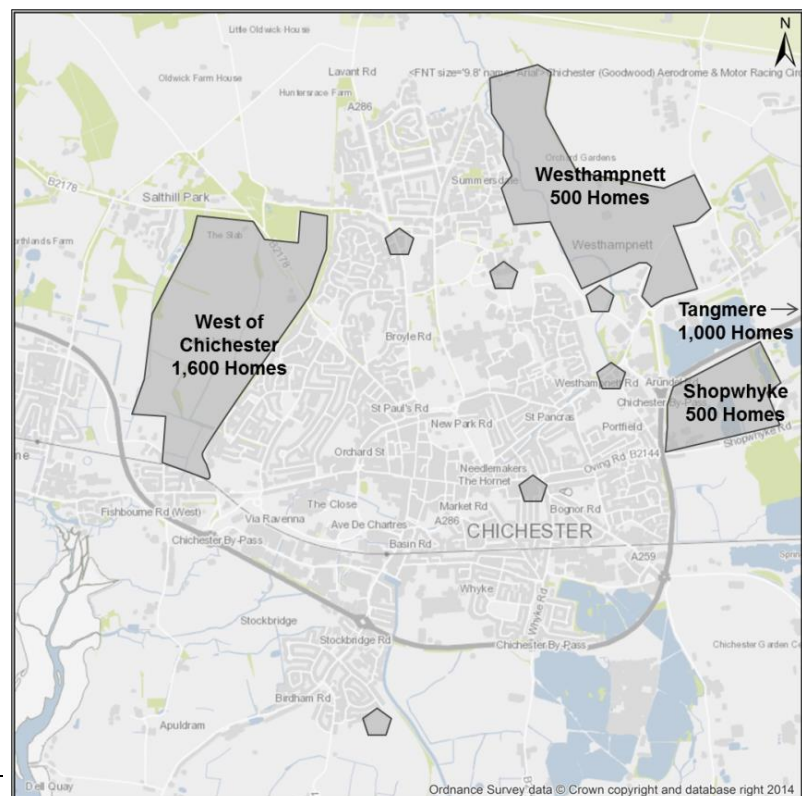 Little Oldwick House
Oldwick Farm House
Lavant Rd
Huntersrace Farm
A286
<FNT size='9.8' name='Arial'>Chichester (Goodwood) Aerodrome & Motor Racing
B2178
Salthill Park
Summersdale
Orchard Gardens
Westhampnett
500 Homes
Westhampnett
The Slab
B2178
Farm
West of
Chichester
1,600 Homes
Tangmere →
1,000 Homes
Broyle Rd
Westhampnett Rd
Chichester By-Pass
Shopwhyke
500 Homes
Shopwhyke Rd
St Paul's Rd
New Park Rd
St Pancras
Portfield
Oving Rd
B2144
Orchard St
Needlemakers
The Hornet
Bognor Rd
The Close
Market Rd
Fishbourne Rd (West)
Via Ravenna
Ave De Chartres
A286
CHICHESTER
Chichester By-Pass
Basin Rd
A259
Whyke
Whyke Rd
Stockbridge
Stockbridge Rd
Chichester By-Pass
Chichester Garden
Birdham Rd
Apuldram
Dell Quay
Ordnance Survey data © Crown copyright and database right 2014